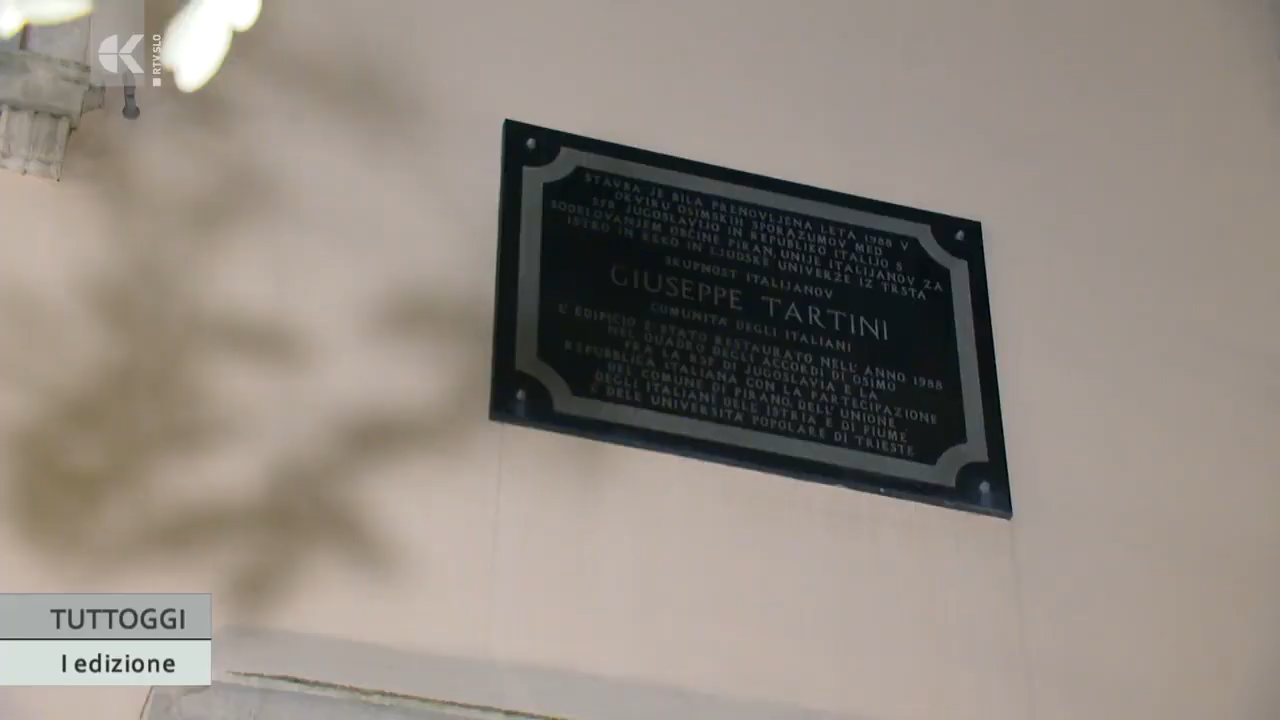 RTV SLO
STAVBA JE BILA PRENOVLJENA LETA 1988 V
OKVIRU OSIMSKIH SPORAZUMOV MED
SFR JUGOSLAVIJO IN REPUBLIKO ITALIJO S
SODELOVANJEM OBČINE PIRAN, UNIJE ITALIJANOV ZA
ISTRO IN REKO IN LJUDSKE UNIVERZE IZ TRSTA
SKUPNOST ITALIJANOV
GIUSEPPE TARTINI
COMUNITA' DEGLI ITALIANI
L'EDIFICIO E' STATO RESTAURATO NELL'ANNO 1988
NEL QUADRO DEGLI ACCORDI DI OSIMO
FRA LA RSF DI JUGOSLAVIA E LA
REPUBBLICA ITALIANA CON LA PARTECIPAZIONE
DEL COMUNE DI PIRANO, DELL'UNIONE
DEGLI ITALIANI DELL'ISTRIA E DI FIUME
E DELL'UNIVERSITA' POPOLARE DI TRIESTE
TUTTOGGI
I edizione